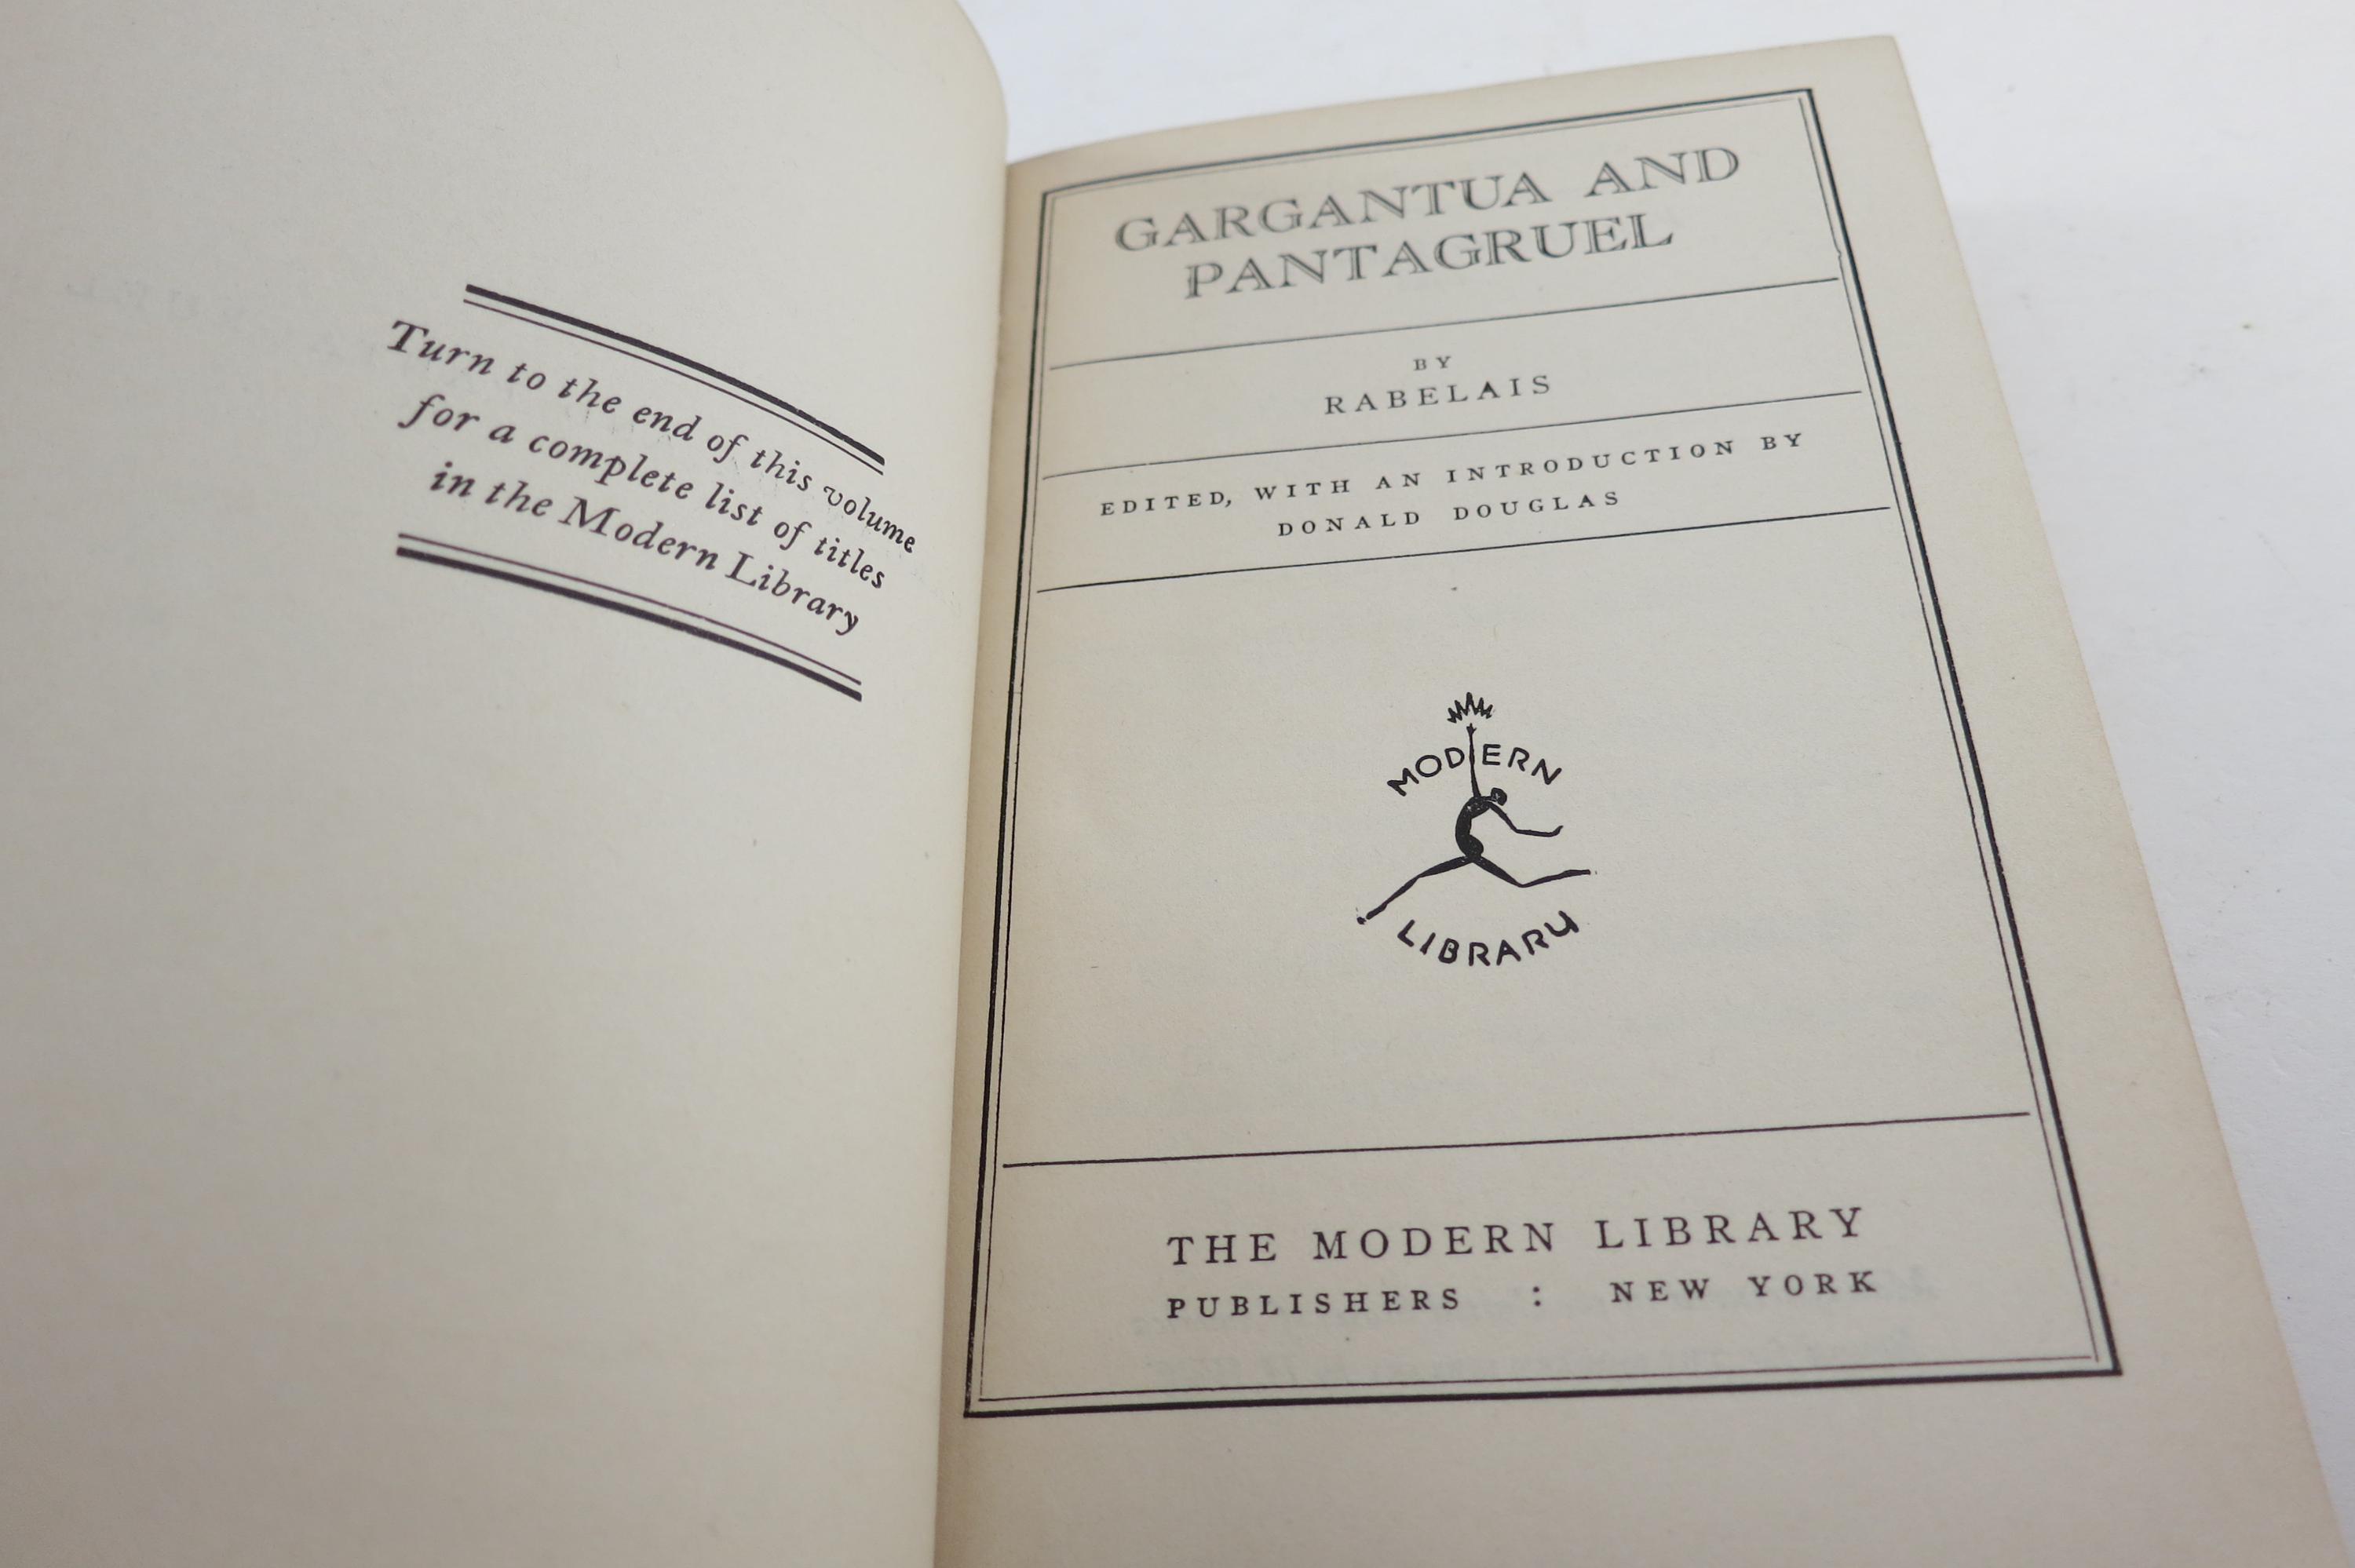 Turn to the end of this volume
for a complete list of titles
in the Modern Library
GARGANTUA AND
PANTAGRUEL
BY
RABELAIS
EDITED, WITH AN INTRODUCTION BY
DONALD DOUGLAS
MODERN
LIBRARY
THE MODERN LIBRARY
PUBLISHERS : NEW YORK